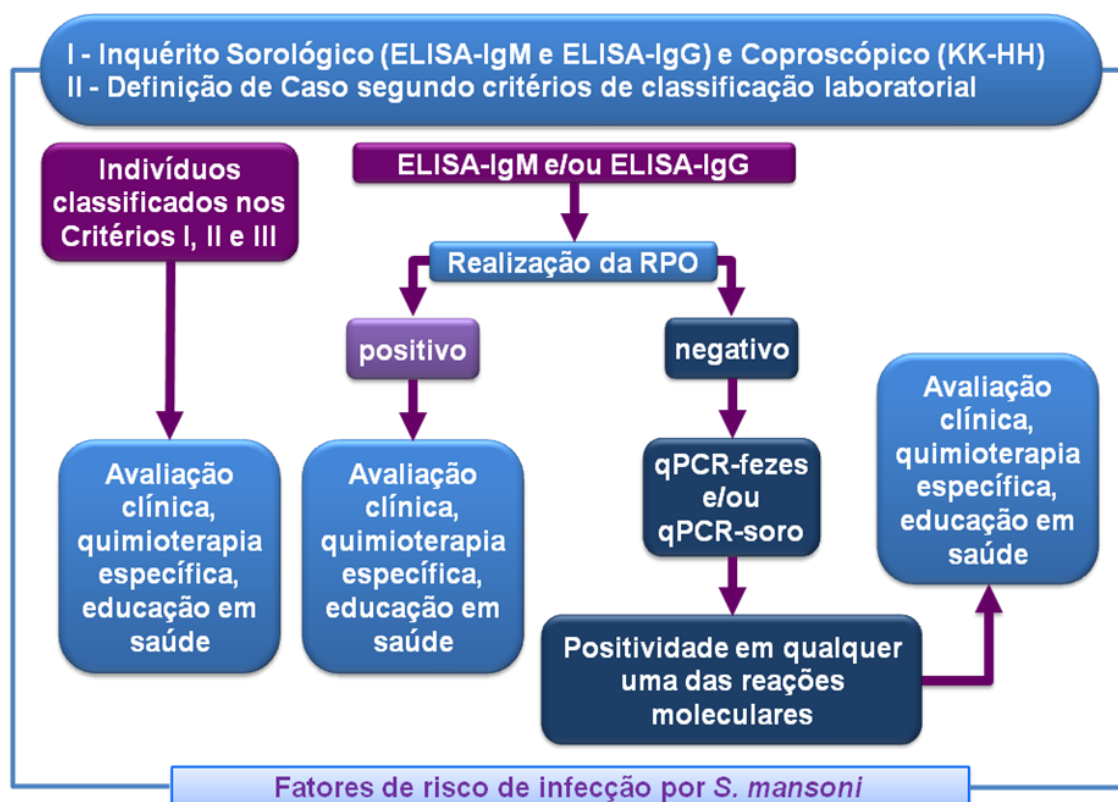 I - Inquérito Sorológico (ELISA-IgM e ELISA-IgG) e Coproscópico (KK-HH)
II - Definição de Caso segundo critérios de classificação laboratorial
Indivíduos
classificados nos
Critérios I, II e III
ELISA-IgM e/ou ELISA-IgG
Realização da RPO
positivo
negativo
Avaliação
clínica,
quimioterapia
específica,
educação em
saúde
Avaliação
clínica,
quimioterapia
específica,
educação em
saúde
qPCR-fezes
e/ou
qPCR-soro
Avaliação
clínica,
quimioterapia
específica,
educação em
saúde
Positividade em qualquer
uma das reações
moleculares
Fatores de risco de infecção por S. mansoni